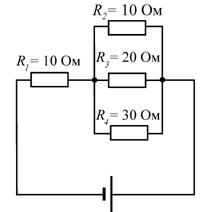 R2= 10 Ом
R1= 10 Ом
R3= 20 Ом
R4= 30 Ом